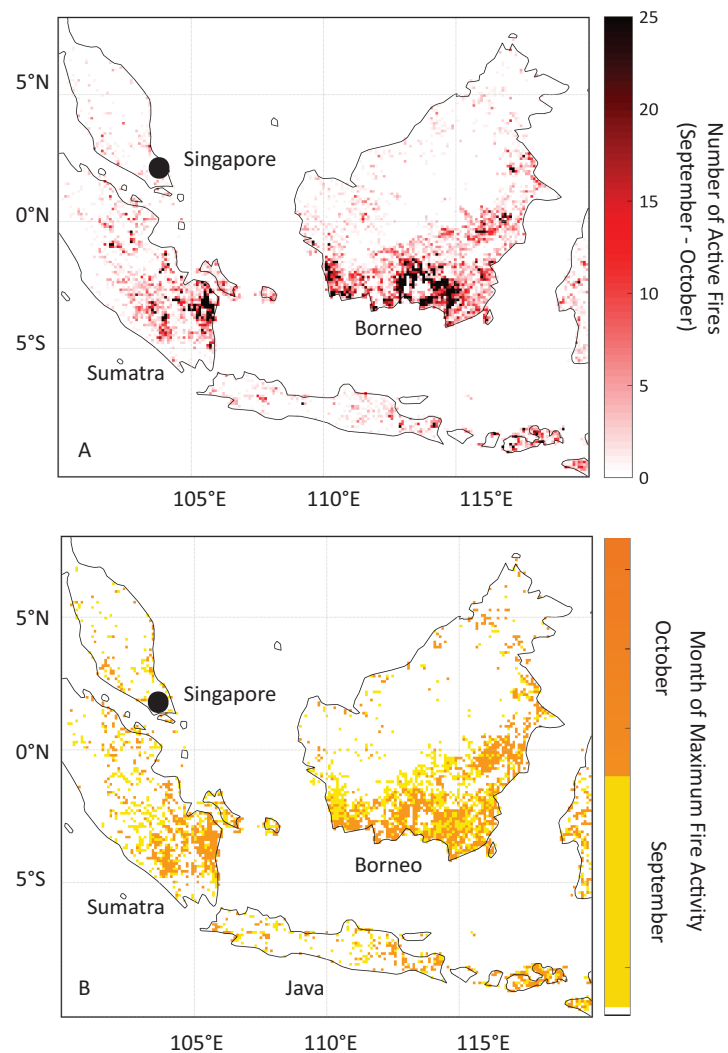 5°N
0°N
5°S
Singapore
Borneo
Sumatra
A
105°E
110°E
115°E
25
20
15
10
5
0
Number of Active Fires
(September - October)
5°N
0°N
5°S
Singapore
Borneo
Sumatra
B
Java
105°E
110°E
115°E
October
September
Month of Maximum Fire Activity